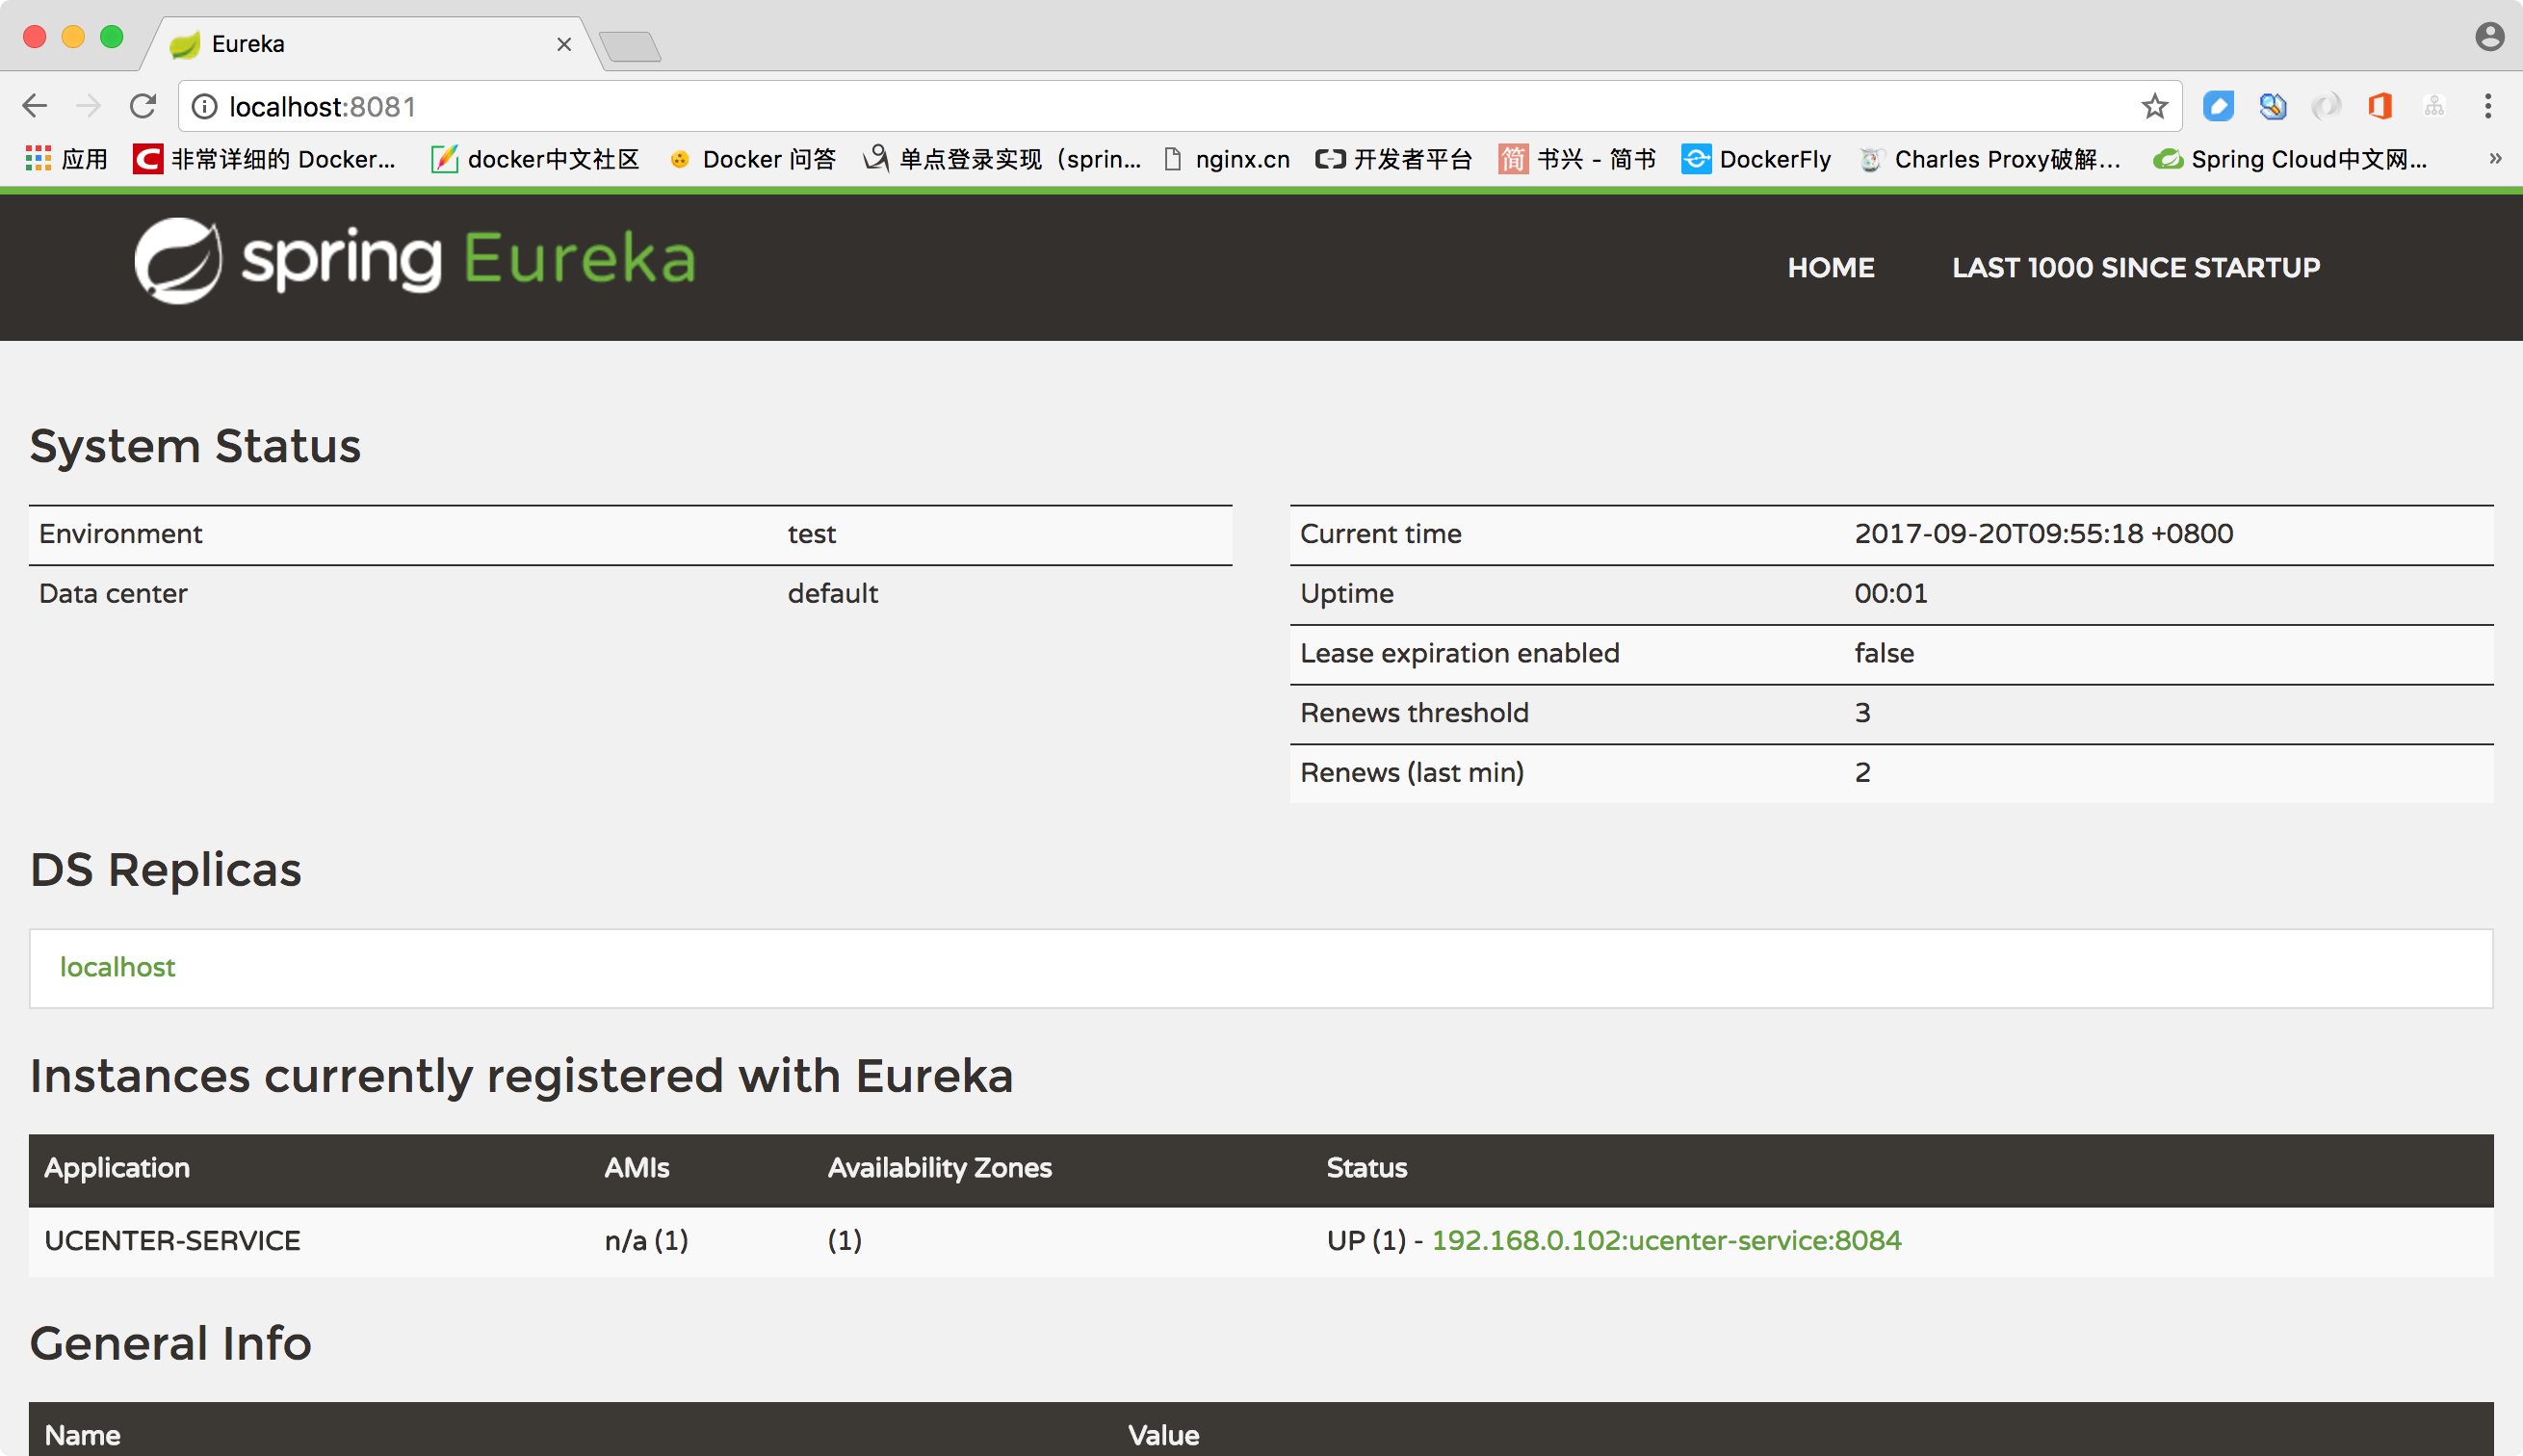 Eureka
localhost:8081
应用 非常详细的 Docker... docker中文社区 Docker 问答 单点登录实现（sprin... nginx.cn 开发者平台 简 书兴 - 简书 DockerFly Charles Proxy破解... Spring Cloud中文网... »
spring Eureka HOME LAST 1000 SINCE STARTUP
System Status
Environment test
Data center default
Current time 2017-09-20T09:55:18 +0800
Uptime 00:01
Lease expiration enabled false
Renews threshold 3
Renews (last min) 2
DS Replicas
localhost
Instances currently registered with Eureka
Application AMIs Availability Zones Status
UCENTER-SERVICE n/a (1) (1) UP (1) - 192.168.0.102:ucenter-service:8084
General Info
Name Value